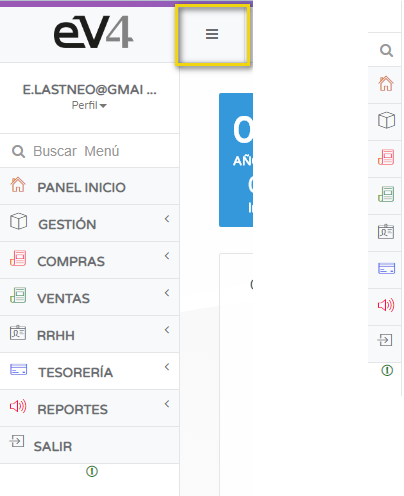 eV4
E.LASTNEO@GMAI ...
Perfil
Buscar Menú
PANEL INICIO
GESTIÓN
COMPRAS
VENTAS
RRHH
TESORERÍA
REPORTES
SALIR
0
AÑO